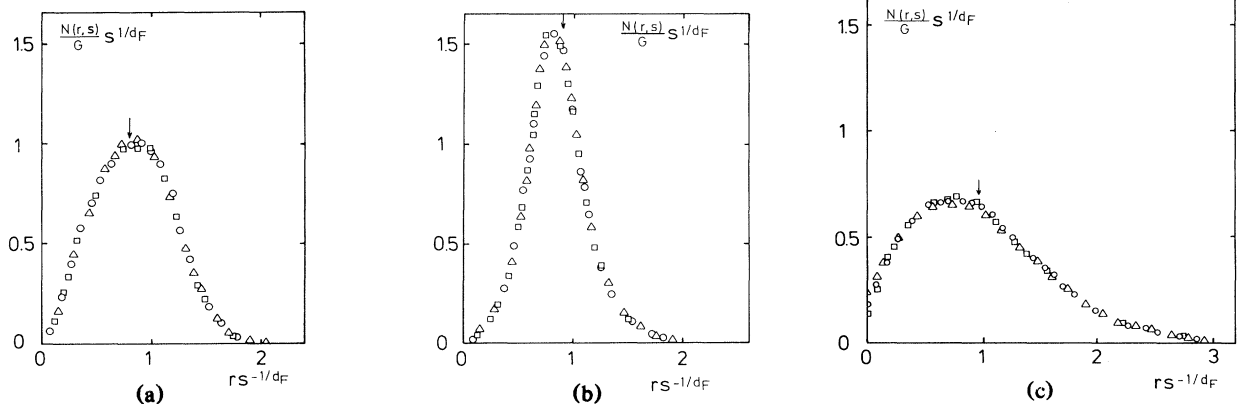 N(r,s)/G S^{1/d_F}
1.5
1
0.5
0
0 1 2
rs^{-1/d_F}
(a)
N(r,s)/G S^{1/d_F}
1.5
1
0.5
0
0 1 2
rs^{-1/d_F}
(b)
N(r,s)/G S^{1/d_F}
1.5
1
0.5
0
0 1 2 3
rs^{-1/d_F}
(c)